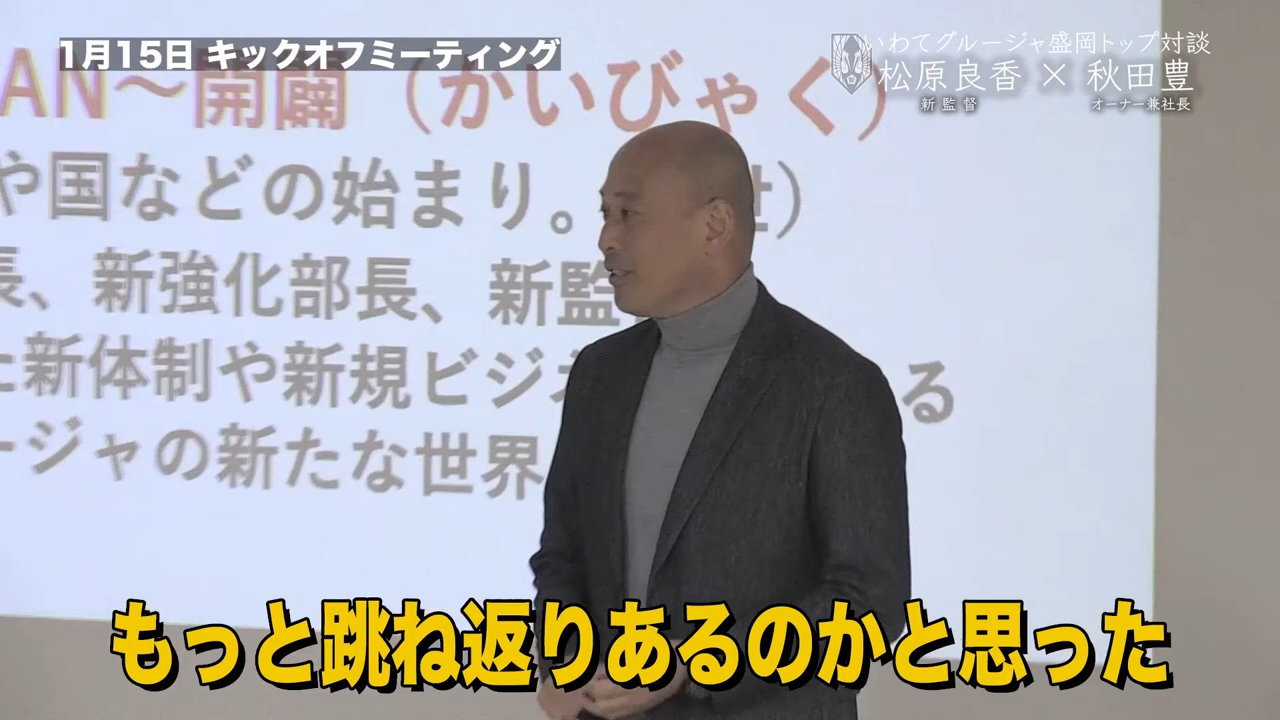 1月15日 キックオフミーティング
いわてグルージャ盛岡トップ対談
松原良香 × 秋田豊
新監督 オーナー兼社長
AN～開闢（かいびゃく）
や国などの始まり。 世）
長、新強化部長、新監
た新体制や新規ビジネ る
ージャの新たな世界
もっと跳ね返りあるのかと思った